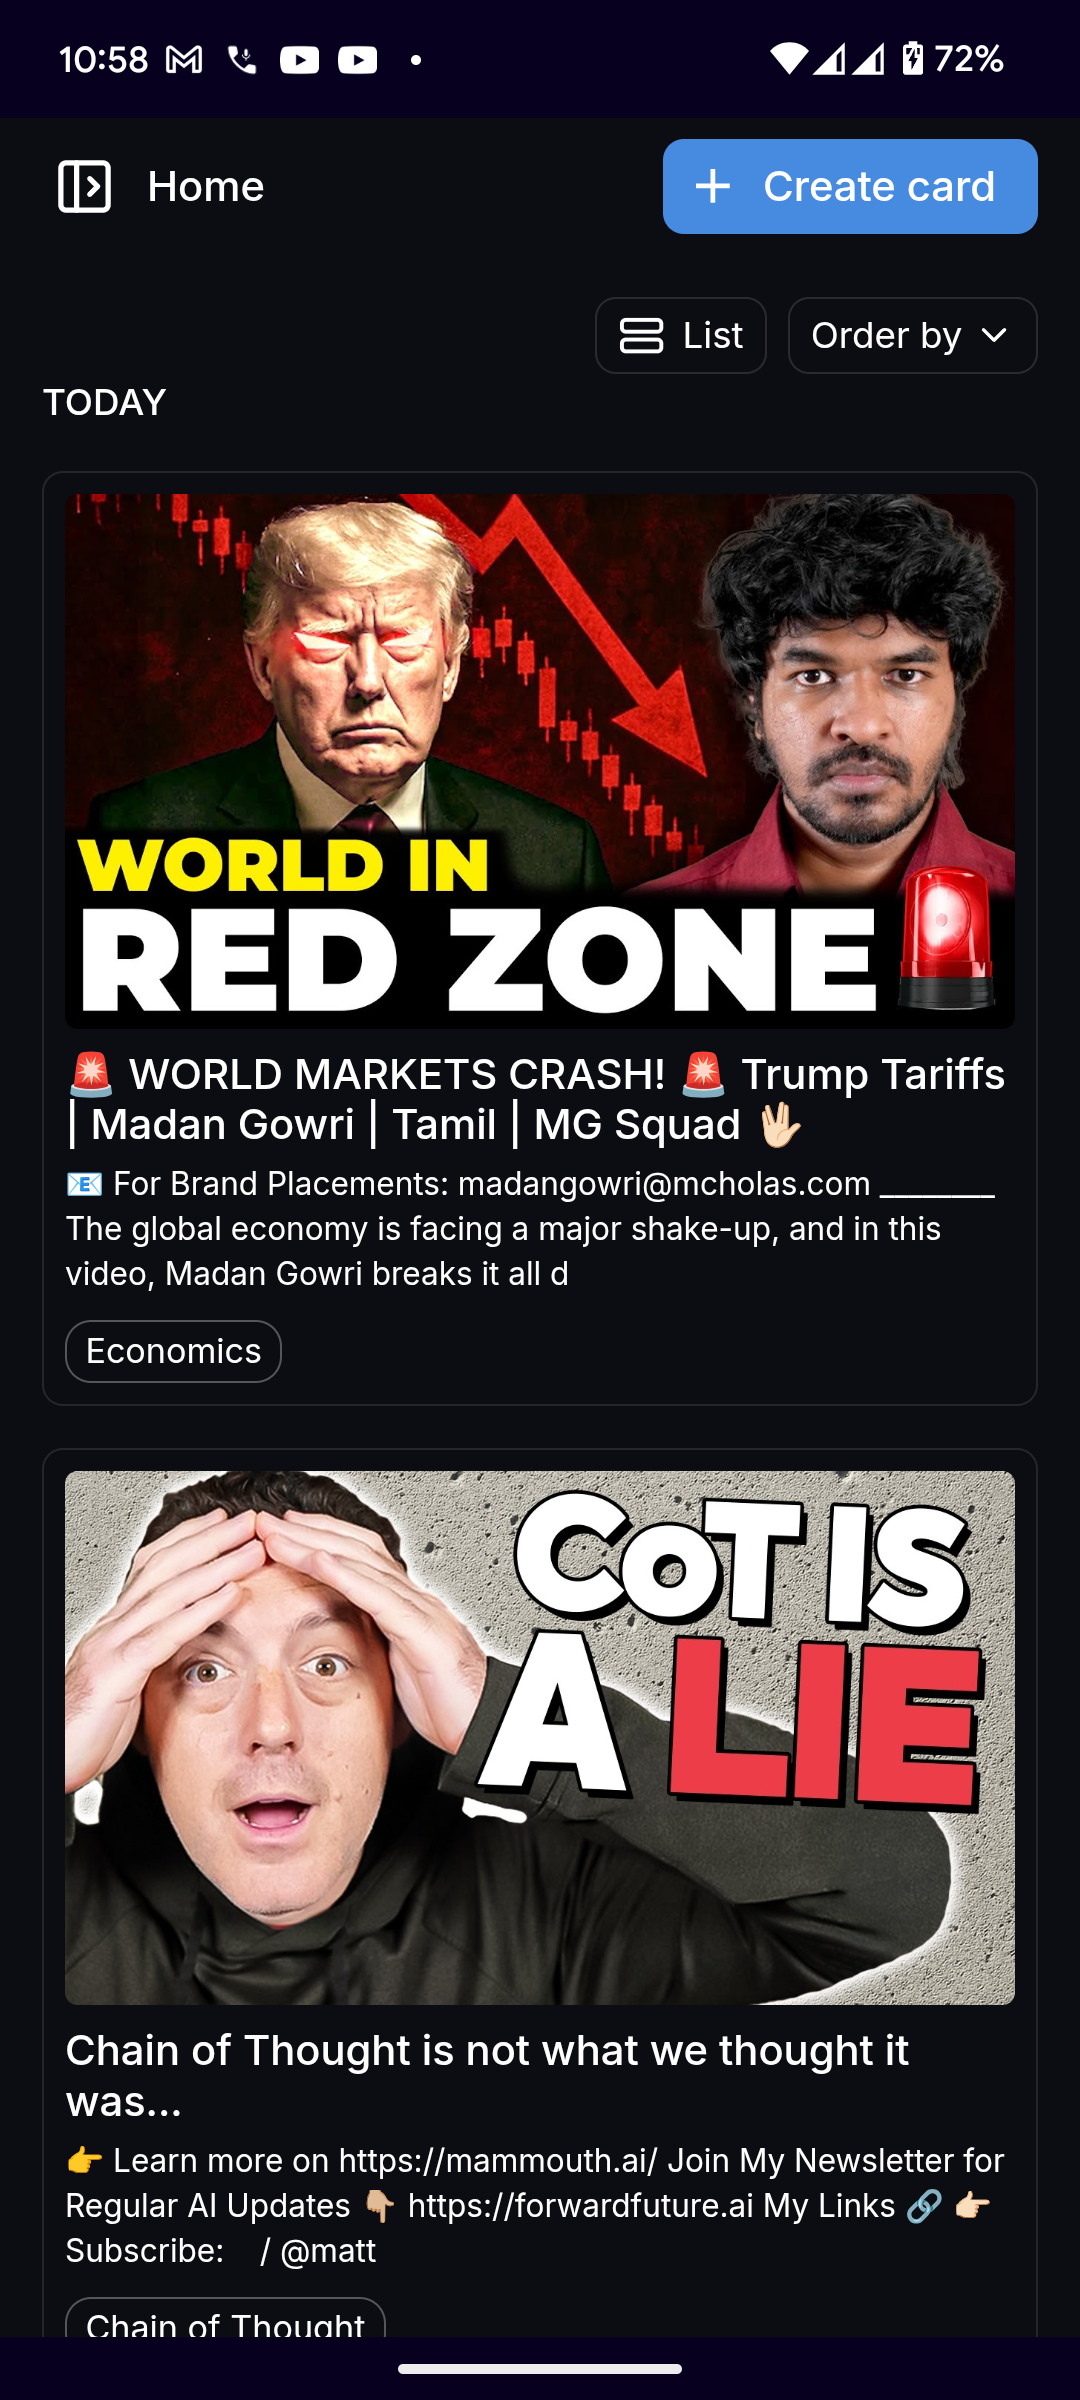 10:58
72%
Home
+ Create card
List
Order by
TODAY
WORLD IN
RED ZONE
🚨 WORLD MARKETS CRASH! 🚨 Trump Tariffs
| Madan Gowri | Tamil | MG Squad 🖖🏻
📧 For Brand Placements: madangowri@mcholas.com ________
The global economy is facing a major shake-up, and in this
video, Madan Gowri breaks it all d
Economics
CoT IS
A LIE
Chain of Thought is not what we thought it
was...
👉 Learn more on https://mammouth.ai/ Join My Newsletter for
Regular AI Updates 👇🏼 https://forwardfuture.ai My Links 🔗 👉🏻
Subscribe: / @matt
Chain of Thought